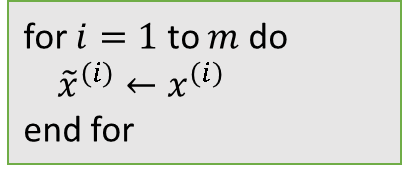 for i = 1 to m do
x̃⁽ⁱ⁾ ← x⁽ⁱ⁾
end for